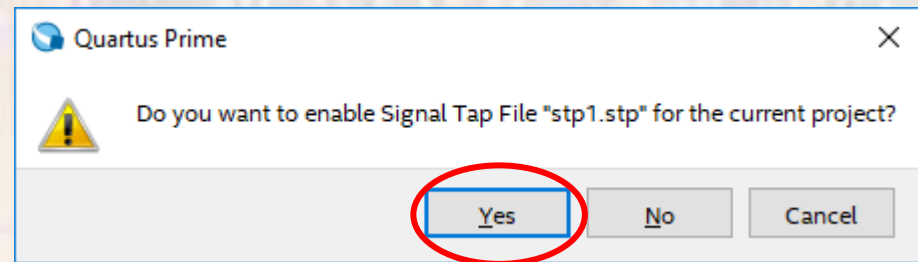 Quartus Prime
Do you want to enable Signal Tap File "stp1.stp" for the current project?
Yes No Cancel